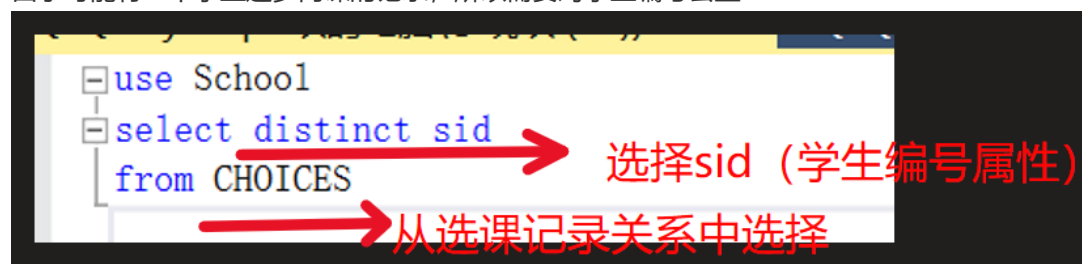 use School
select distinct sid
选择sid（学生编号属性）
from CHOICES
从选课记录关系中选择